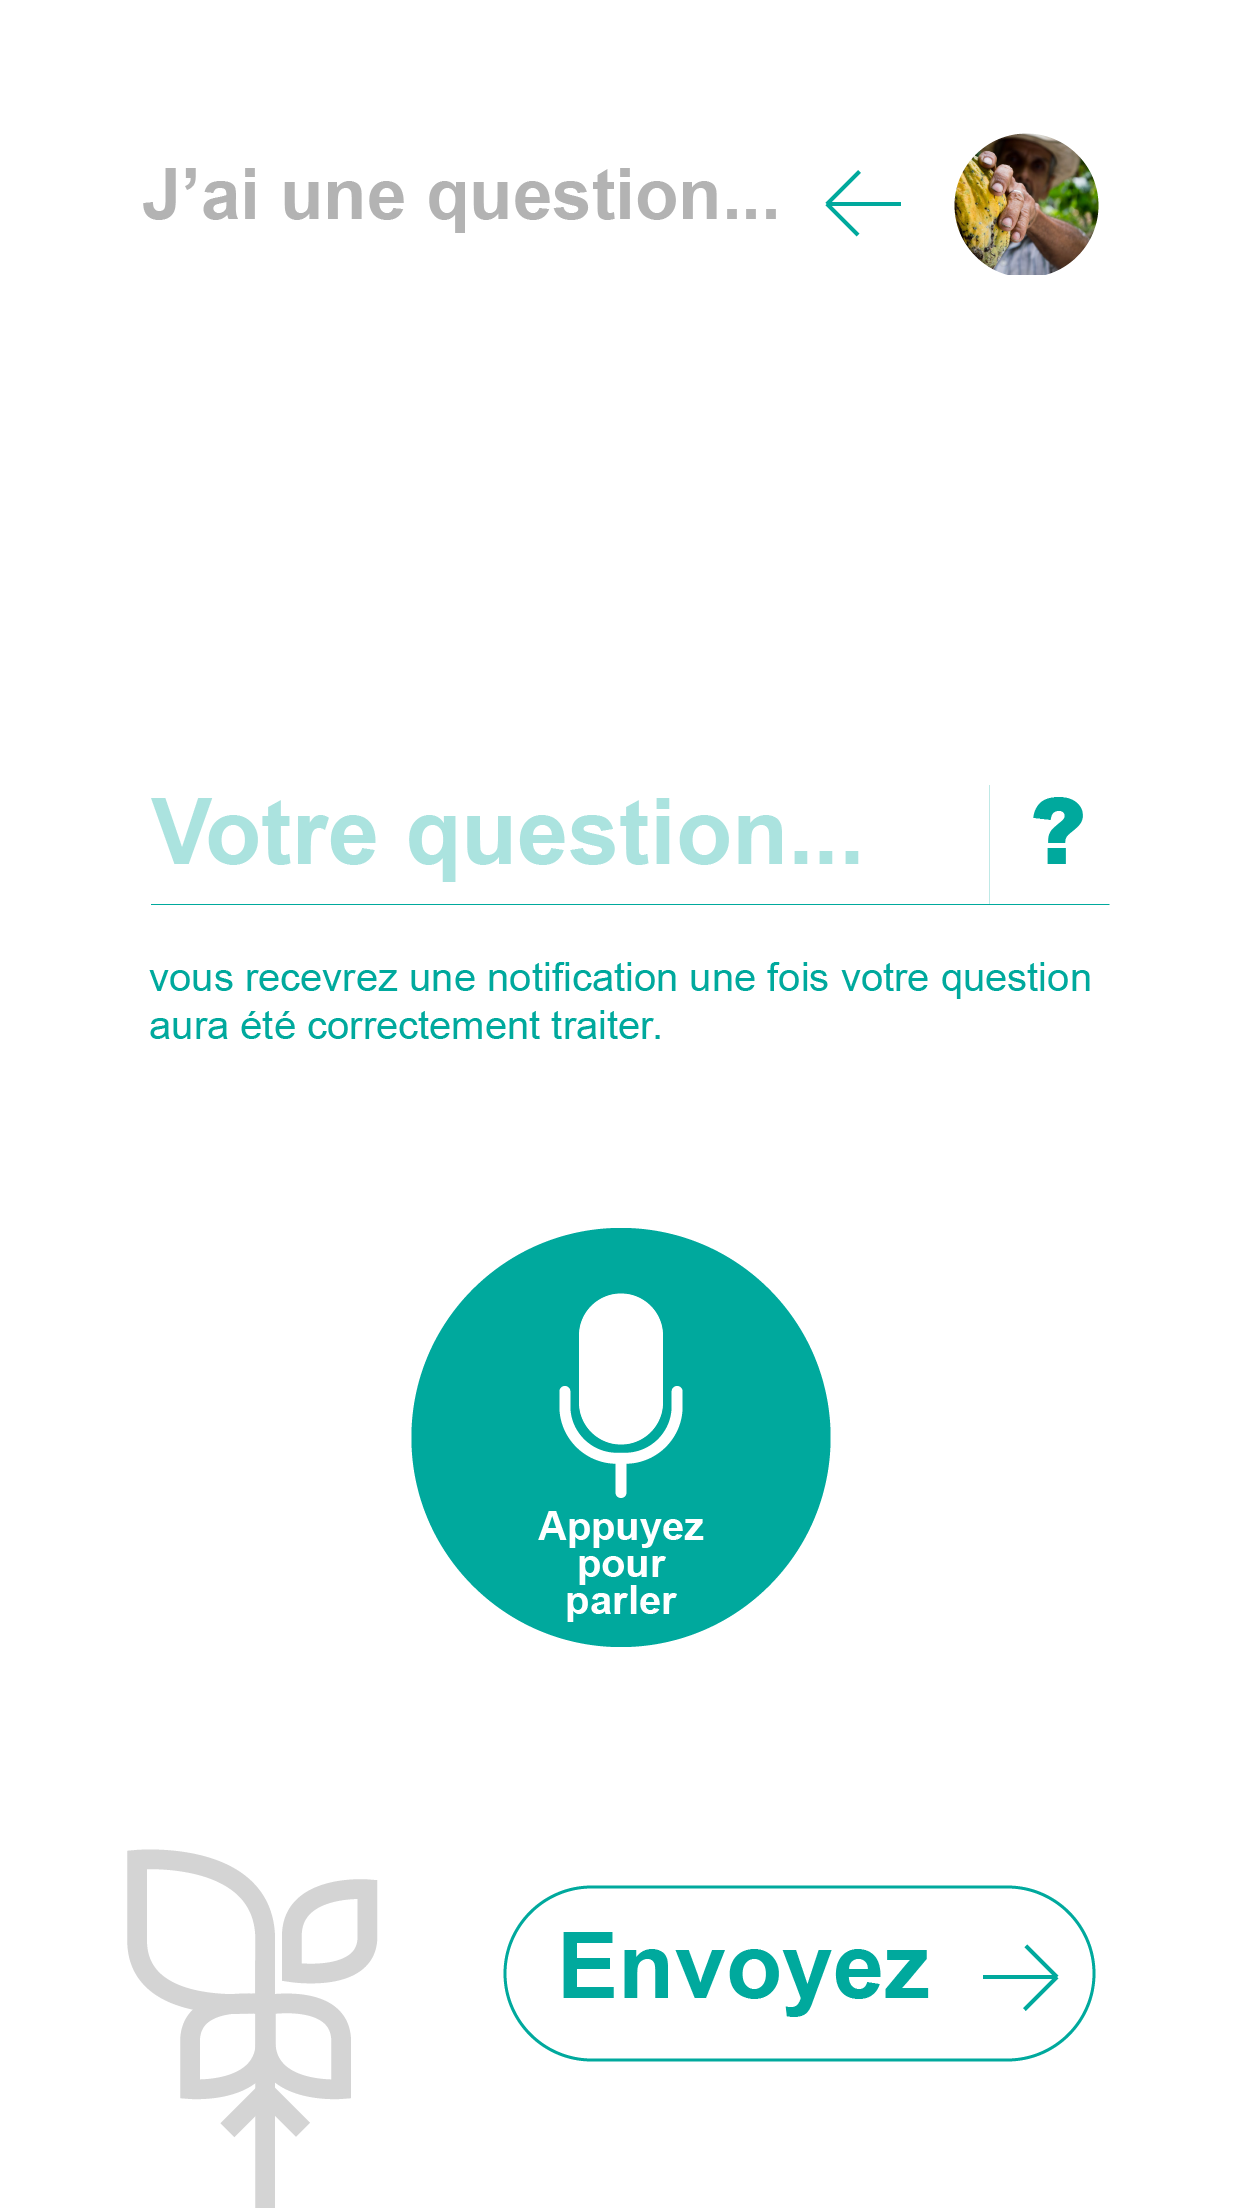 J’ai une question...
Votre question...
?
vous recevrez une notification une fois votre question
aura été correctement traiter.
Appuyez
pour
parler
Envoyez